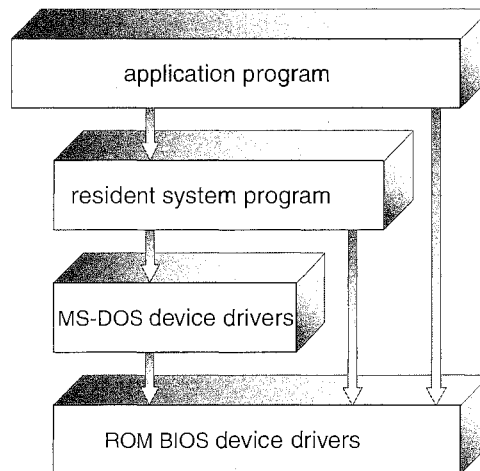 application program
resident system program
MS-DOS device drivers
ROM BIOS device drivers